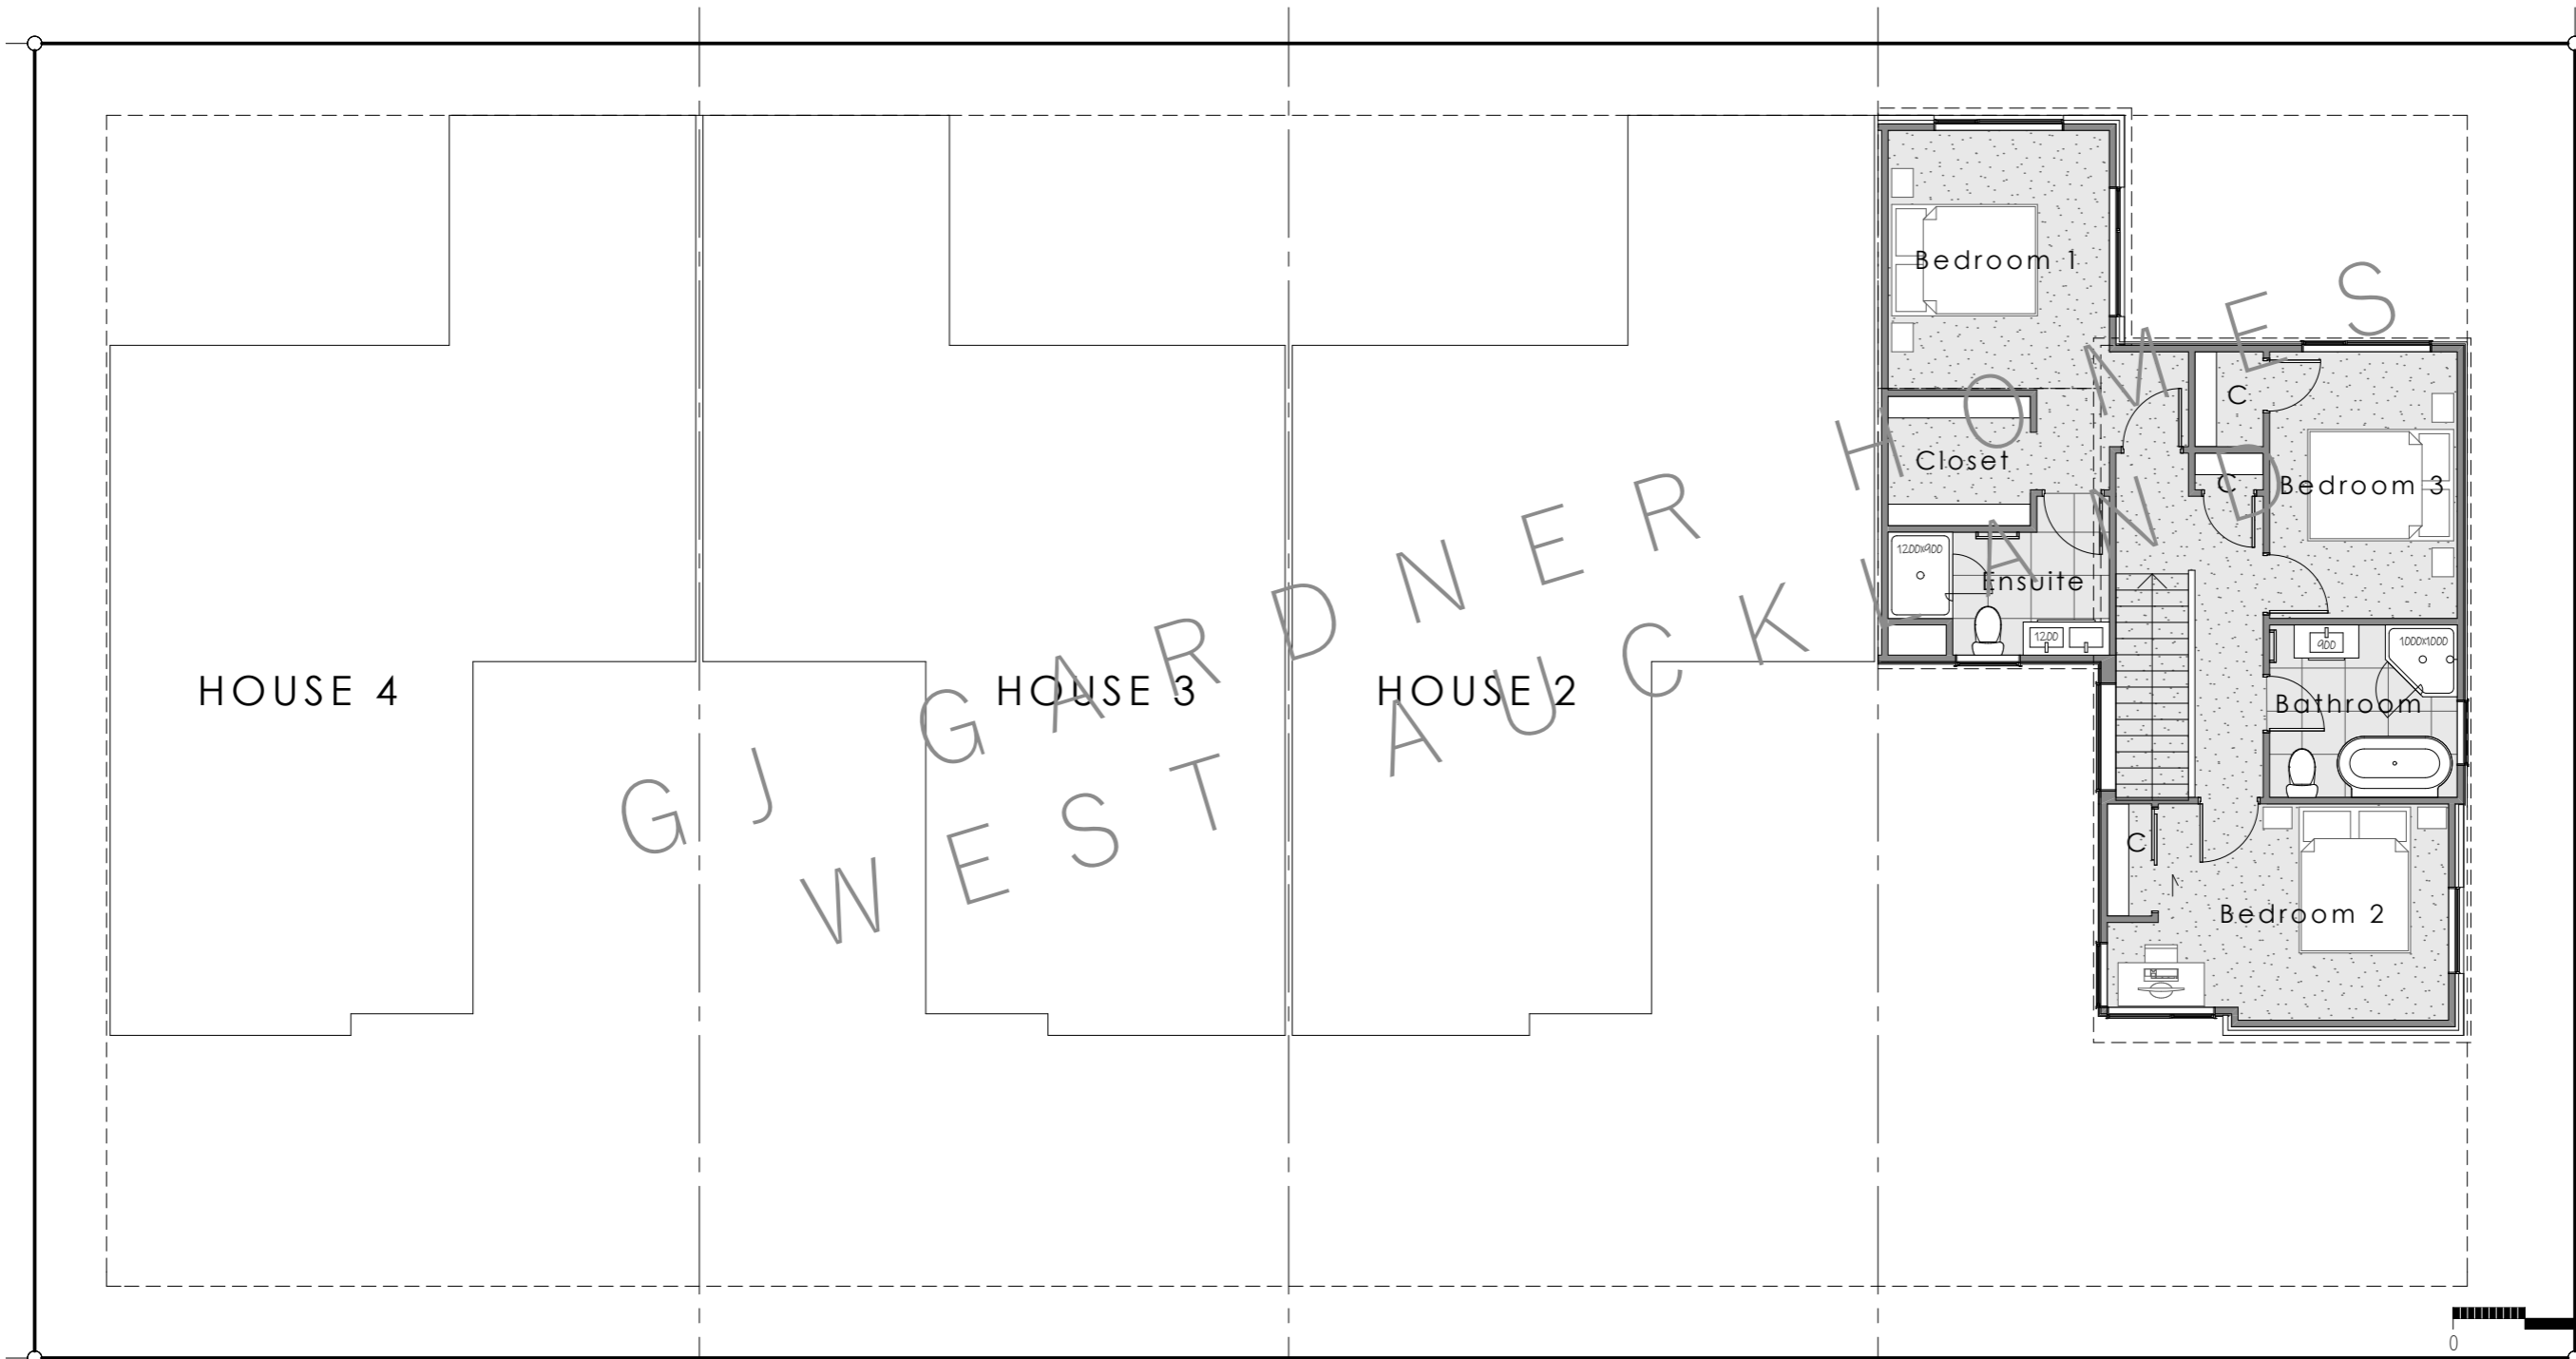 Bedroom 1
C
Closet
C
Bedroom 3
1200x900
Ensuite
1200
900
1000x1000
HOUSE 4
HOUSE 3
HOUSE 2
Bathroom
C
Bedroom 2
GJ GARDNER HOMES
WEST AUCKLAND
0